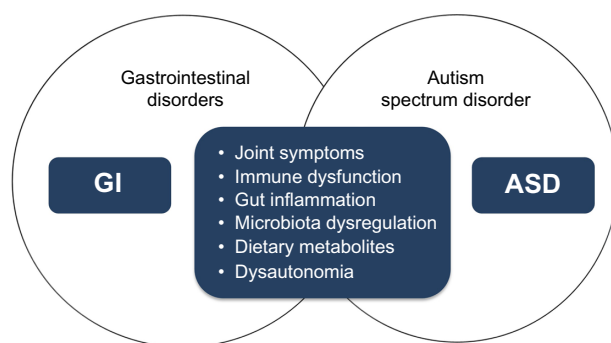 Gastrointestinal
disorders
Autism
spectrum disorder
GI
• Joint symptoms
• Immune dysfunction
• Gut inflammation
• Microbiota dysregulation
• Dietary metabolites
• Dysautonomia
ASD